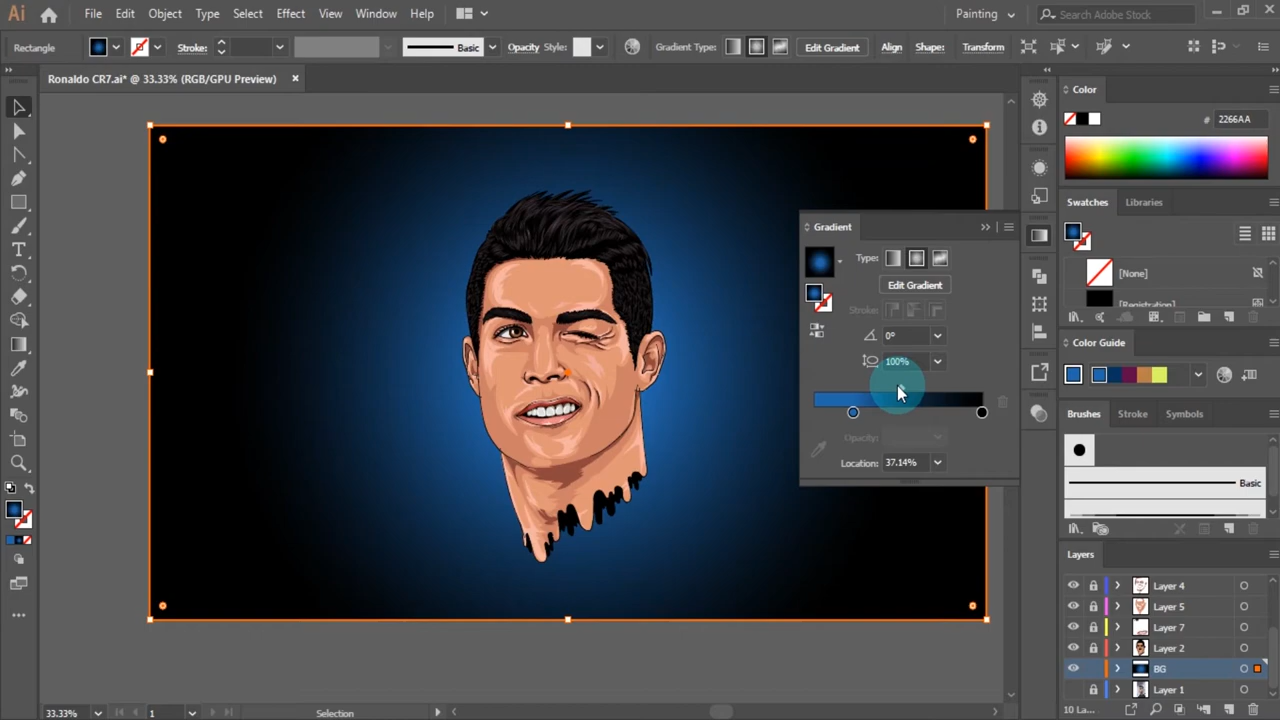 Ai File Edit Object Type Select Effect View Window Help Painting Search Adobe Stock
Rectangle Stroke: Basic Opacity Style: Gradient Type: Edit Gradient Align Shape: Transform
Ronaldo CR7.ai* @ 33.33% (RGB/GPU Preview)
Color
# 2266AA
Swatches Libraries
[None]
[Registration]
Gradient
Type:
Edit Gradient
Stroke:
0°
100%
Opacity:
Location: 37.14%
Color Guide
Brushes Stroke Symbols
Basic
Layers
Layer 4
Layer 5
Layer 7
Layer 2
BG
Layer 1
10 La...
33.33% 1 Selection